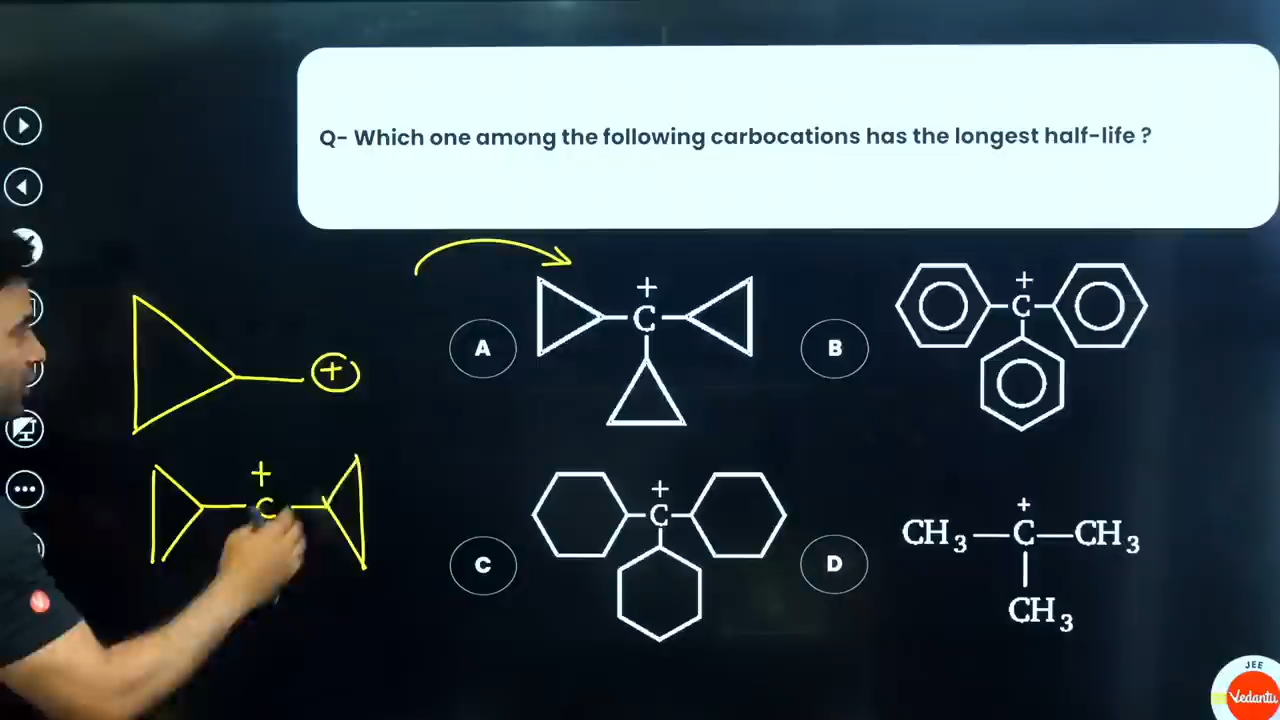 Q- Which one among the following carbocations has the longest half-life ?
+
C
A
+
C
B
+
+
C
+
C
C
+
CH3—C—CH3
CH3
D
JEE
Vedantu